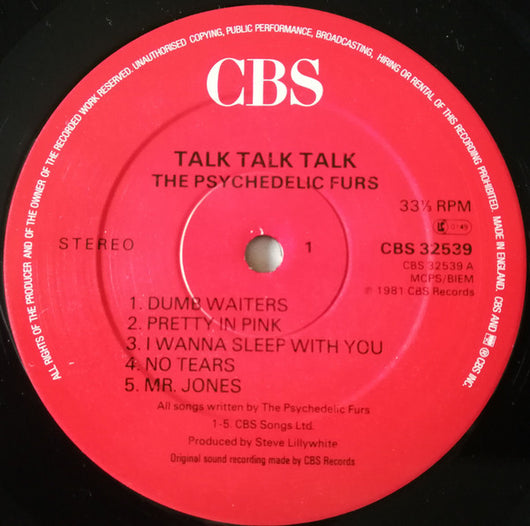 ALL RIGHTS OF THE PRODUCER AND OF THE OWNER OF THE RECORDED WORK RESERVED. UNAUTHORISED COPYING, PUBLIC PERFORMANCE, BROADCASTING, HIRING OR RENTAL OF THIS RECORDING PROHIBITED. MADE IN ENGLAND. CBS AND ® CBS INC.
CBS
TALK TALK TALK
THE PSYCHEDELIC FURS
33⅓ RPM
STEREO
1
CBS 32539
CBS 32539 A
MCPS/BIEM
℗ 1981 CBS Records
1. DUMB WAITERS
2. PRETTY IN PINK
3. I WANNA SLEEP WITH YOU
4. NO TEARS
5. MR. JONES
All songs written by The Psychedelic Furs
1-5. CBS Songs Ltd.
Produced by Steve Lillywhite
Original sound recording made by CBS Records